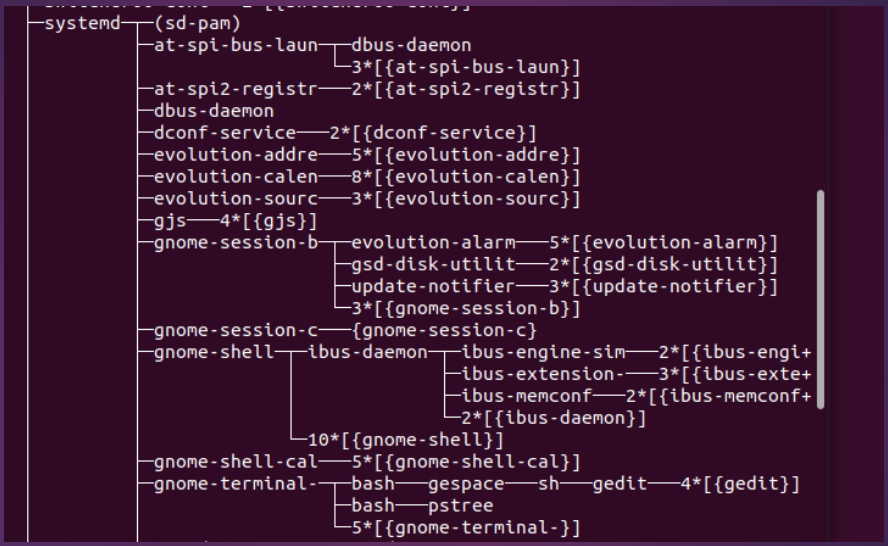 systemd─┬─(sd-pam)
├─at-spi-bus-laun─┬─dbus-daemon
└─3*[{at-spi-bus-laun}]
├─at-spi2-registr───2*[{at-spi2-registr}]
├─dbus-daemon
├─dconf-service───2*[{dconf-service}]
├─evolution-addre───5*[{evolution-addre}]
├─evolution-calen───8*[{evolution-calen}]
├─evolution-sourc───3*[{evolution-sourc}]
├─gjs───4*[{gjs}]
├─gnome-session-b─┬─evolution-alarm───5*[{evolution-alarm}]
├─gsd-disk-utilit───2*[{gsd-disk-utilit}]
├─update-notifier───3*[{update-notifier}]
└─3*[{gnome-session-b}]
├─gnome-session-c───{gnome-session-c}
├─gnome-shell─┬─ibus-daemon─┬─ibus-engine-sim───2*[{ibus-engi+
├─ibus-extension-───3*[{ibus-exte+
├─ibus-memconf───2*[{ibus-memconf+
└─2*[{ibus-daemon}]
└─10*[{gnome-shell}]
├─gnome-shell-cal───5*[{gnome-shell-cal}]
├─gnome-terminal-─┬─bash───gespace───sh───gedit───4*[{gedit}]
├─bash───pstree
└─5*[{gnome-terminal-}]